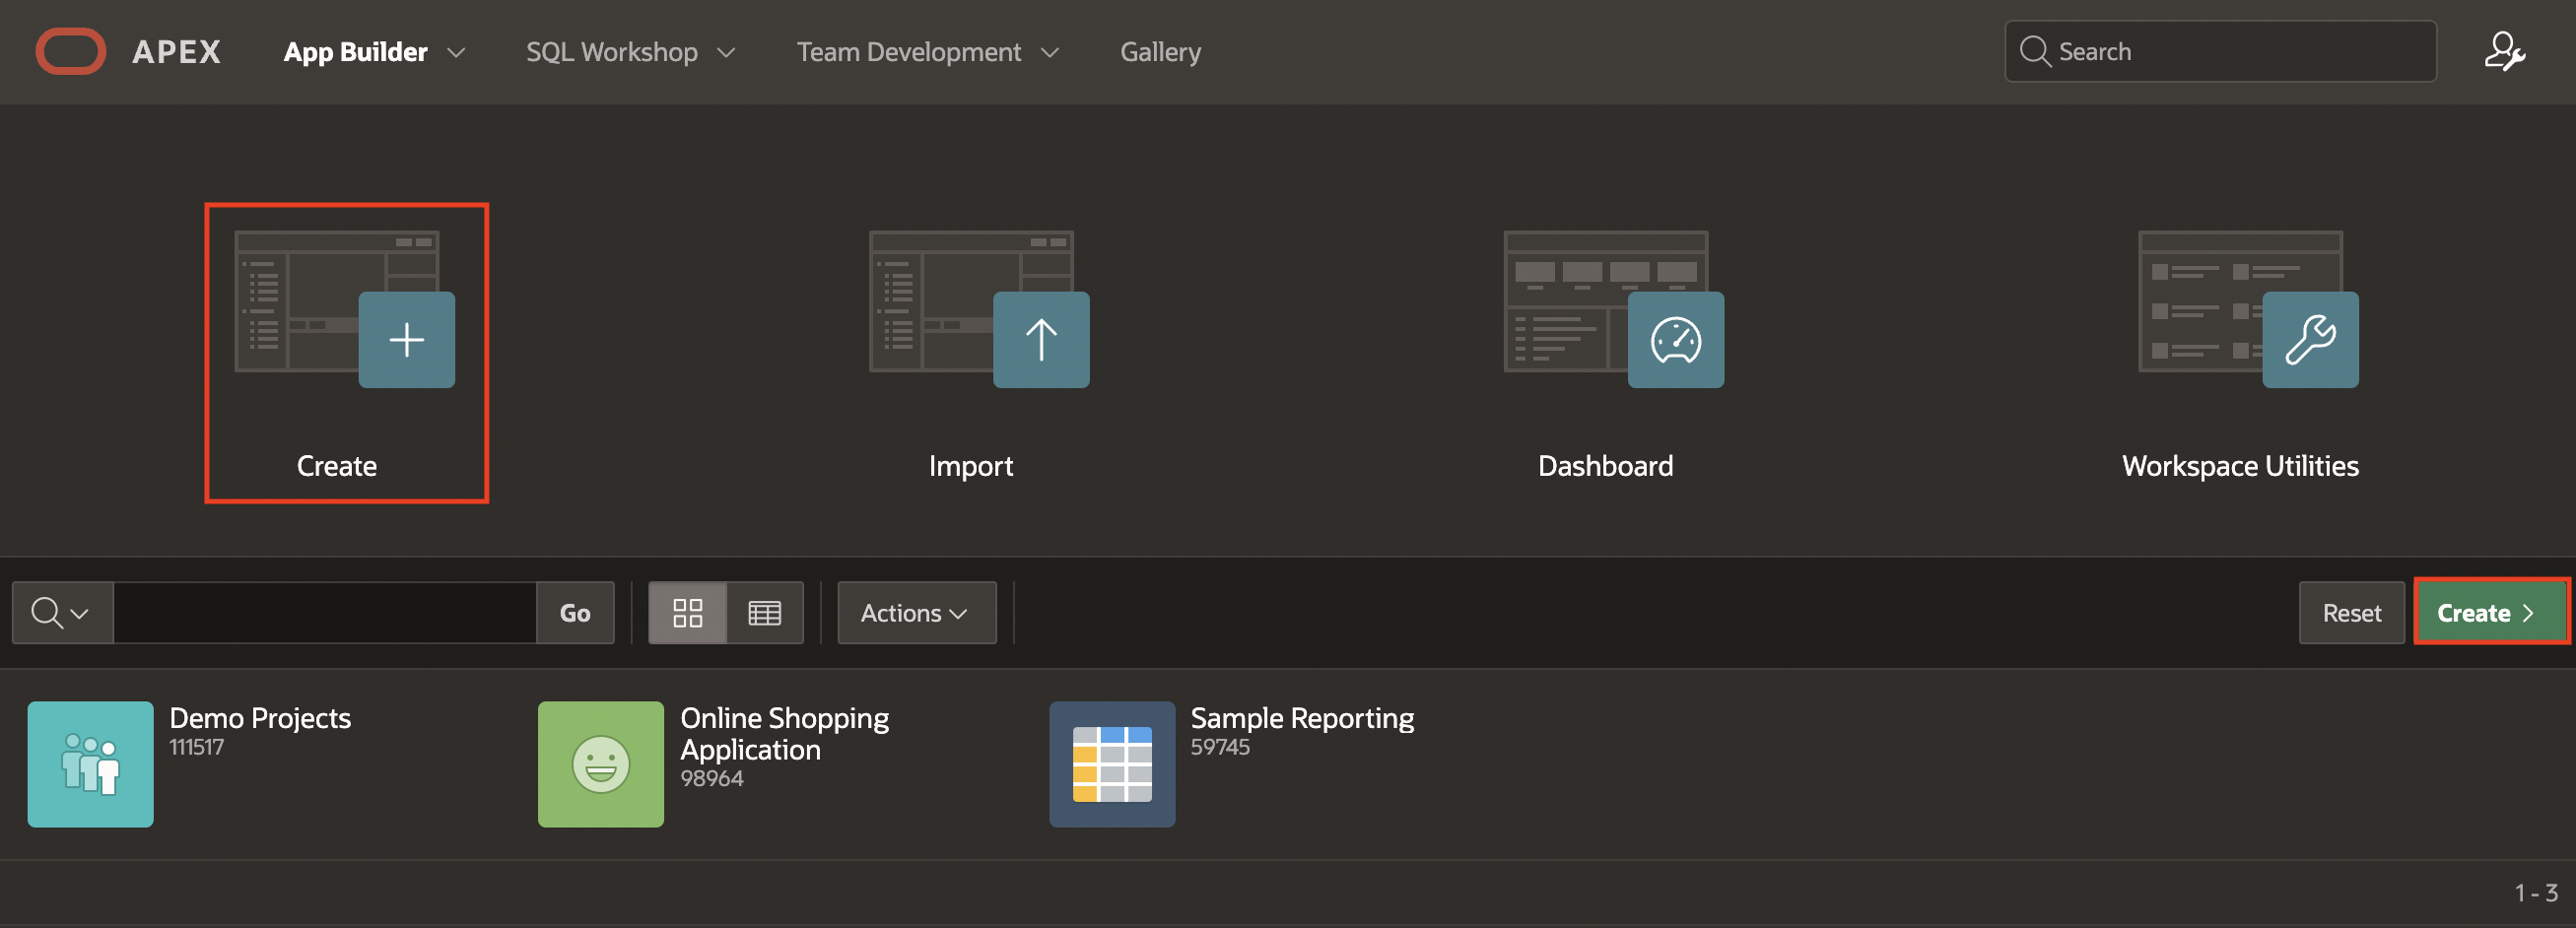 APEX App Builder SQL Workshop Team Development Gallery Search
Create Import Dashboard Workspace Utilities
Go Actions Reset Create
Demo Projects
111517
Online Shopping
Application
98964
Sample Reporting
59745
1 - 3